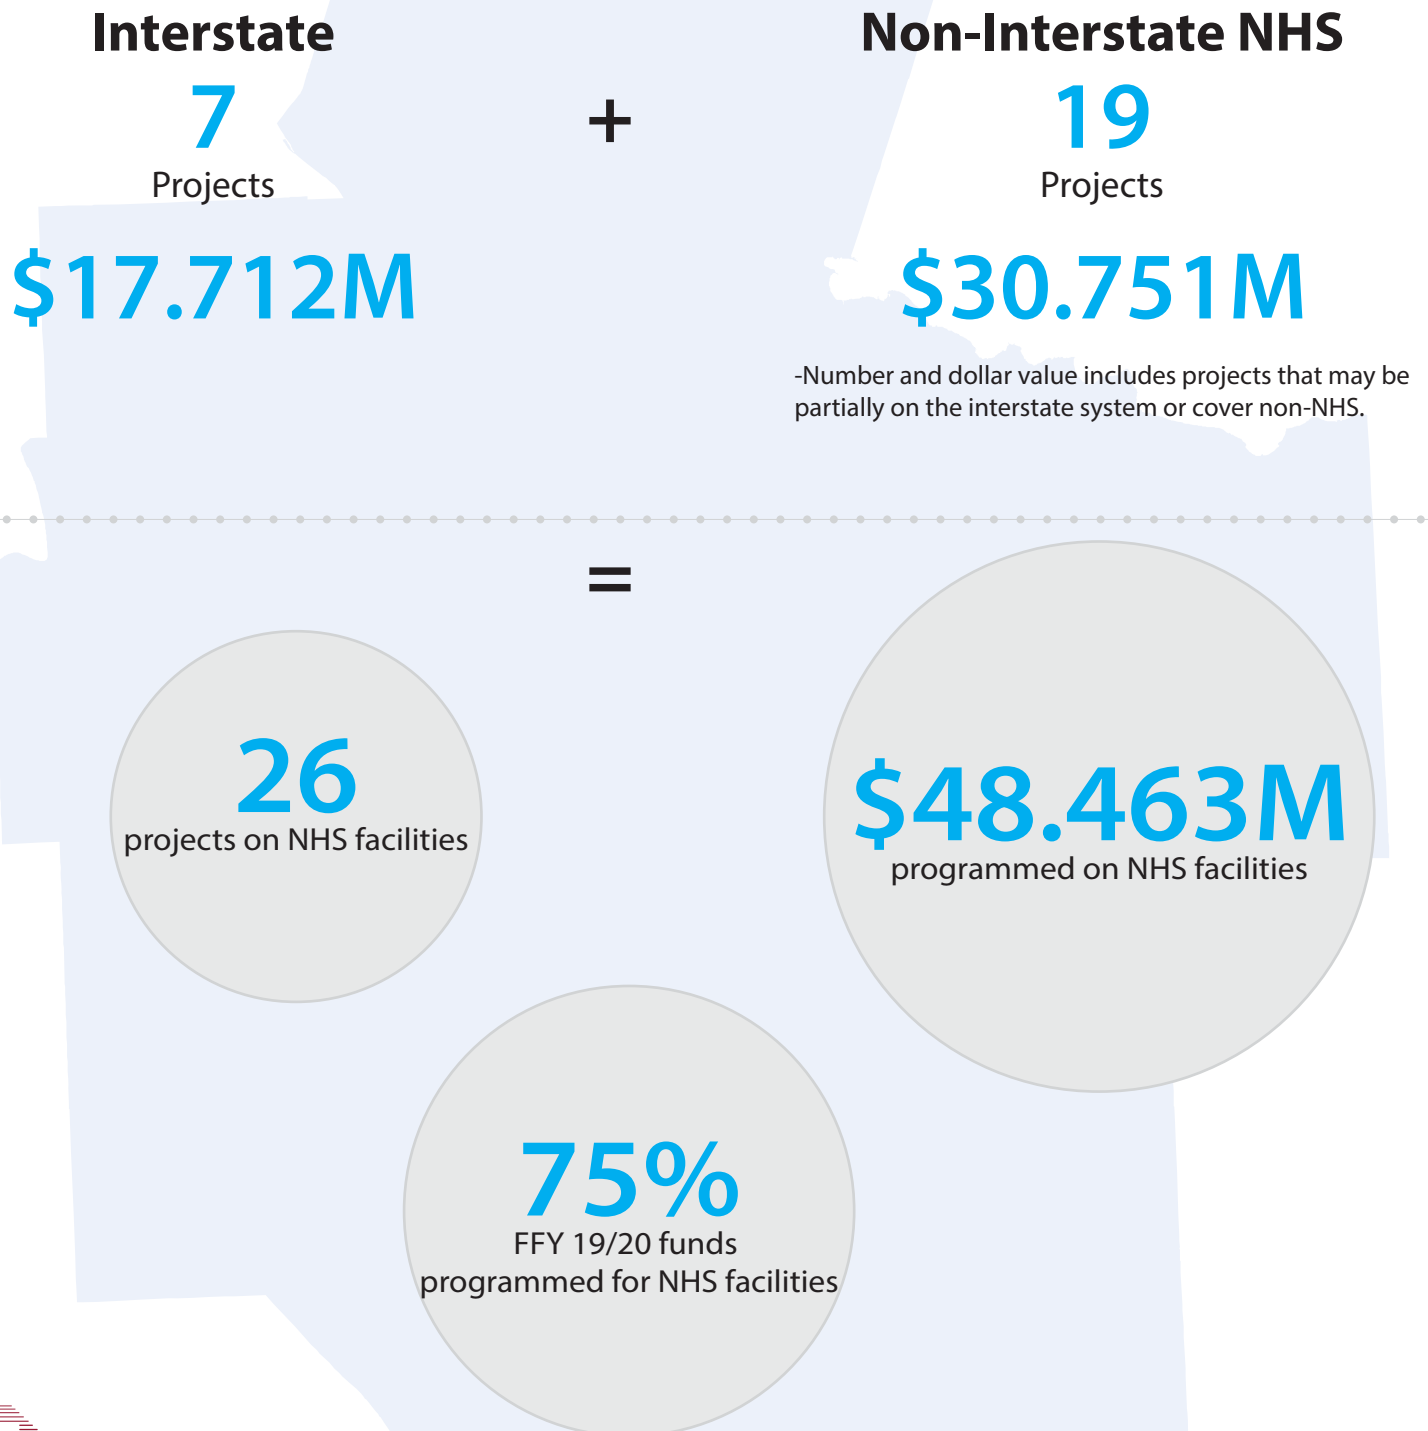 Interstate
7
Projects
$17.712M
+
Non-Interstate NHS
19
Projects
$30.751M
-Number and dollar value includes projects that may be
partially on the interstate system or cover non-NHS.
=
26
projects on NHS facilities
$48.463M
programmed on NHS facilities
75%
FFY 19/20 funds
programmed for NHS facilities